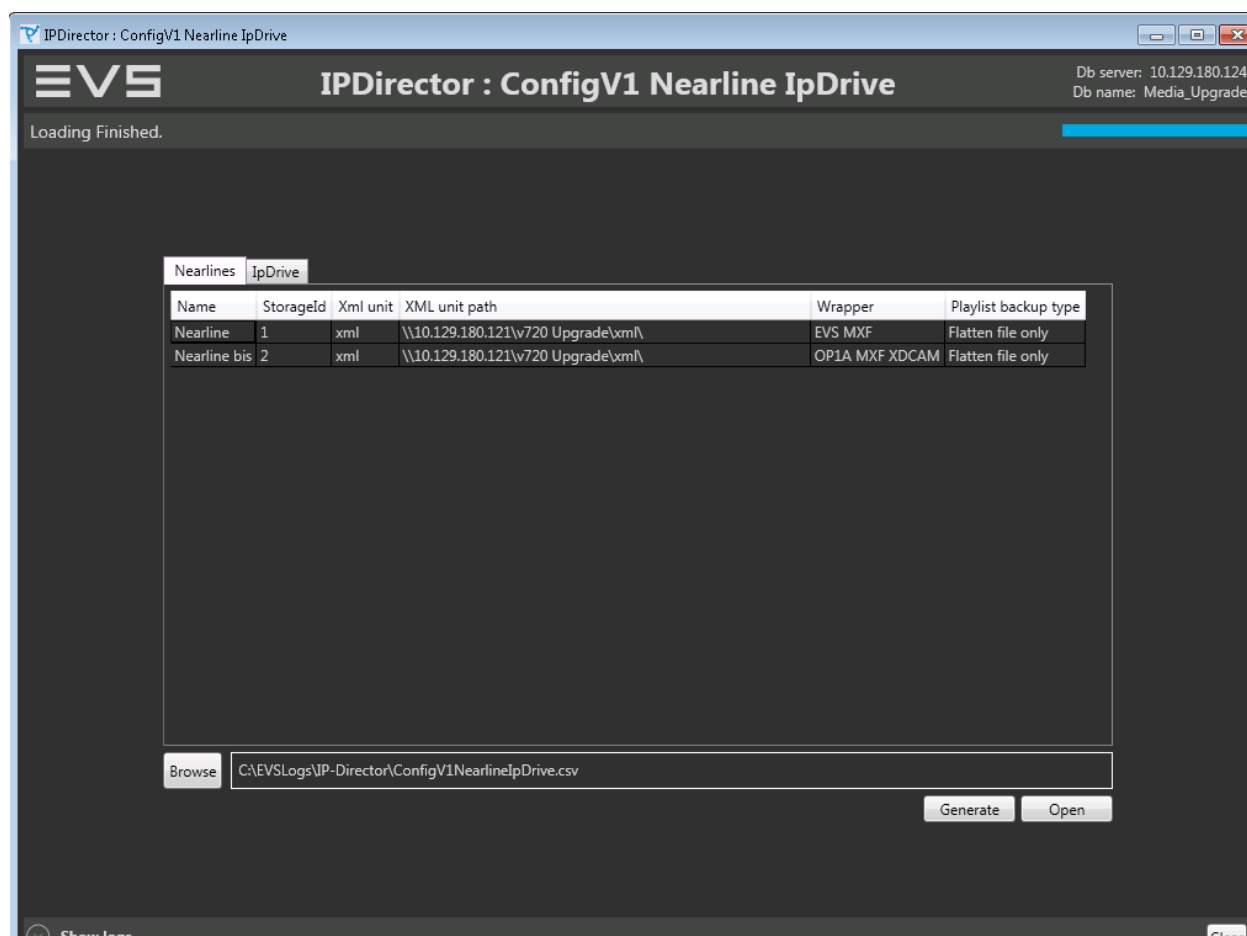 IPDirector : ConfigV1 Nearline IpDrive
EVS
IPDirector : ConfigV1 Nearline IpDrive
Db server: 10.129.180.124
Db name: Media_Upgrade
Loading Finished.
Nearlines IpDrive
Name StorageId Xml unit XML unit path Wrapper Playlist backup type
Nearline 1 xml \\10.129.180.121\v720 Upgrade\xml\ EVS MXF Flatten file only
Nearline bis 2 xml \\10.129.180.121\v720 Upgrade\xml\ OP1A MXF XDCAM Flatten file only
Browse C:\EVSLogs\IP-Director\ConfigV1NearlineIpDrive.csv
Generate Open
Show logs